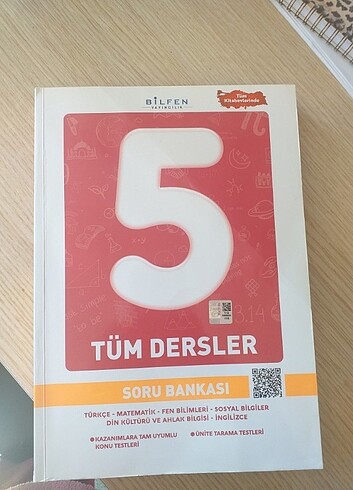 BİLFEN
YAYINCILIK
Tüm
Kitabevlerinde
5
3.14
TÜM DERSLER
SORU BANKASI
TÜRKÇE - MATEMATİK - FEN BİLİMLERİ - SOSYAL BİLGİLER
DİN KÜLTÜRÜ VE AHLAK BİLGİSİ - İNGİLİZCE
KAZANIMLARA TAM UYUMLU
KONU TESTLERİ
ÜNİTE TARAMA TESTLERİ